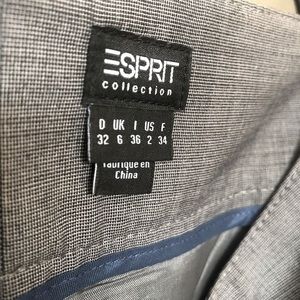 ESPRIT
collection
D UK I US F
32 6 36 2 34
fabriqué en
China